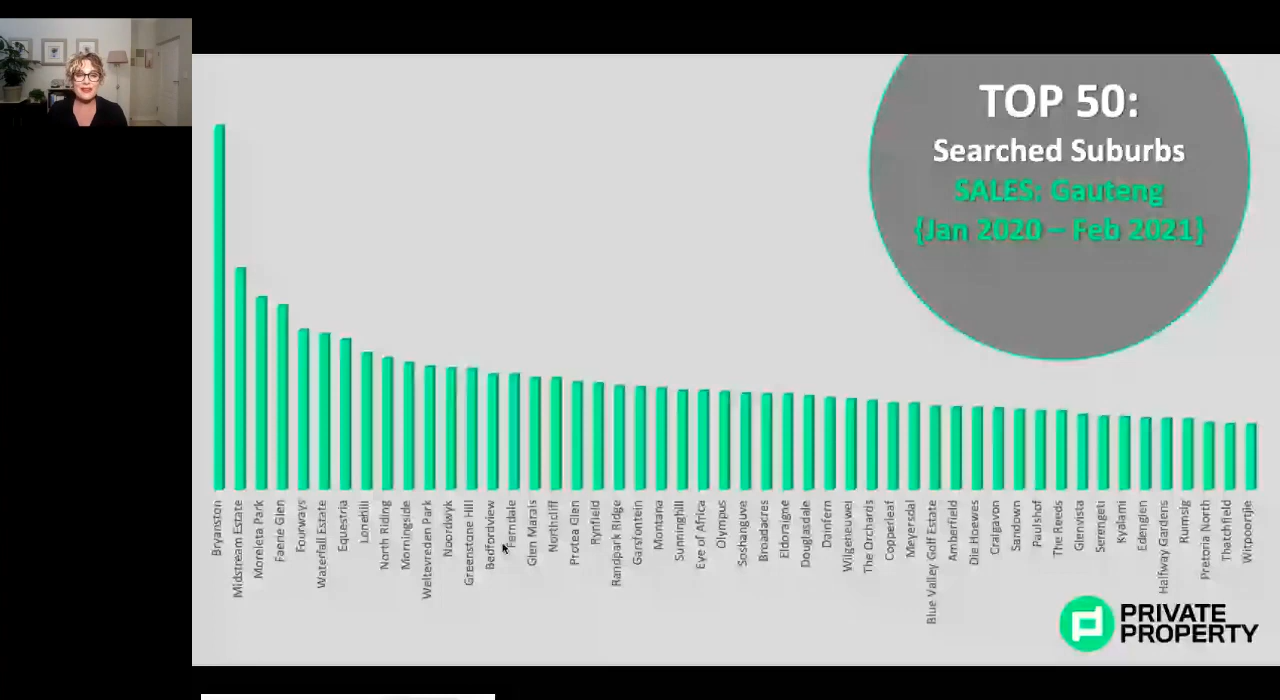 TOP 50:
Searched Suburbs
SALES: Gauteng
{Jan 2020 – Feb 2021}
Bryanston
Midstream Estate
Moreleta Park
Faerie Glen
Fourways
Waterfall Estate
Equestria
Lonehill
North Riding
Morningside
Weltevreden Park
Noordwyk
Greenstone Hill
Bedfordview
Ferndale
Glen Marais
Northcliff
Protea Glen
Rynfield
Randpark Ridge
Garsfontein
Montana
Sunninghill
Eye of Africa
Olympus
Soshanguve
Broadacres
Eldoraigne
Douglasdale
Danfern
Wilgeheuwel
The Orchards
Copperleaf
Meyersdal
Blue Valley Golf Estate
Amberfield
Die Hoewes
Craigavon
Sandown
Paulshof
The Reeds
Glenvista
Serengeti
Kyalami
Edenglen
Halfway Gardens
Ruimsig
Pretoria North
Thatchfield
Witpoortjie
PRIVATE
PROPERTY